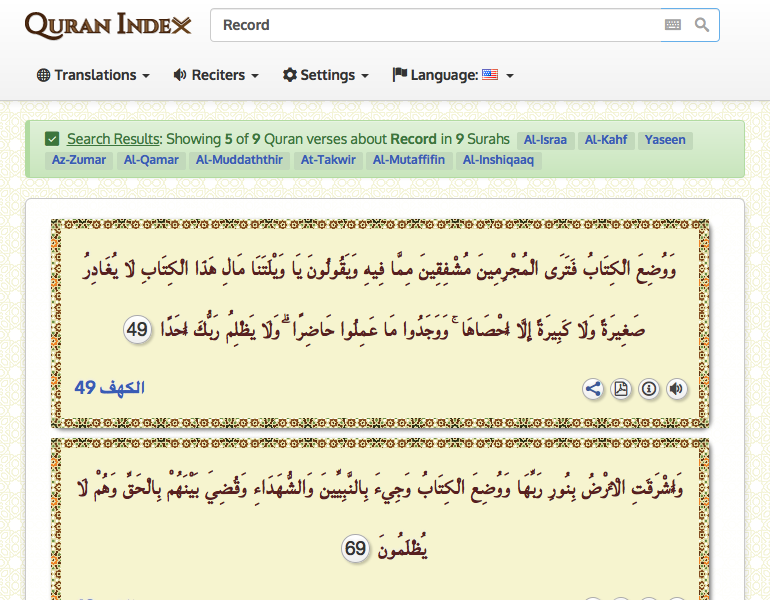 QURAN INDEX
Record
Translations
Reciters
Settings
Language:
Search Results: Showing 5 of 9 Quran verses about Record in 9 Surahs Al-Israa Al-Kahf Yaseen
Az-Zumar Al-Qamar Al-Muddaththir At-Takwir Al-Mutaffifin Al-Inshiqaaq
وَوُضِعَ الْكِتَابُ فَتَرَى الْمُجْرِمِينَ مُشْفِقِينَ مِمَّا فِيهِ وَيَقُولُونَ يَا وَيْلَتَنَا مَالِ هَٰذَا الْكِتَابِ لَا يُغَادِرُ
صَغِيرَةً وَلَا كَبِيرَةً إِلَّا أَحْصَاهَا ۚ وَوَجَدُوا مَا عَمِلُوا حَاضِرًا ۗ وَلَا يَظْلِمُ رَبُّكَ أَحَدًا 49
الكهف 49
وَأَشْرَقَتِ الْأَرْضُ بِنُورِ رَبِّهَا وَوُضِعَ الْكِتَابُ وَجِيءَ بِالنَّبِيِّينَ وَالشُّهَدَاءِ وَقُضِيَ بَيْنَهُمْ بِالْحَقِّ وَهُمْ لَا
يُظْلَمُونَ 69